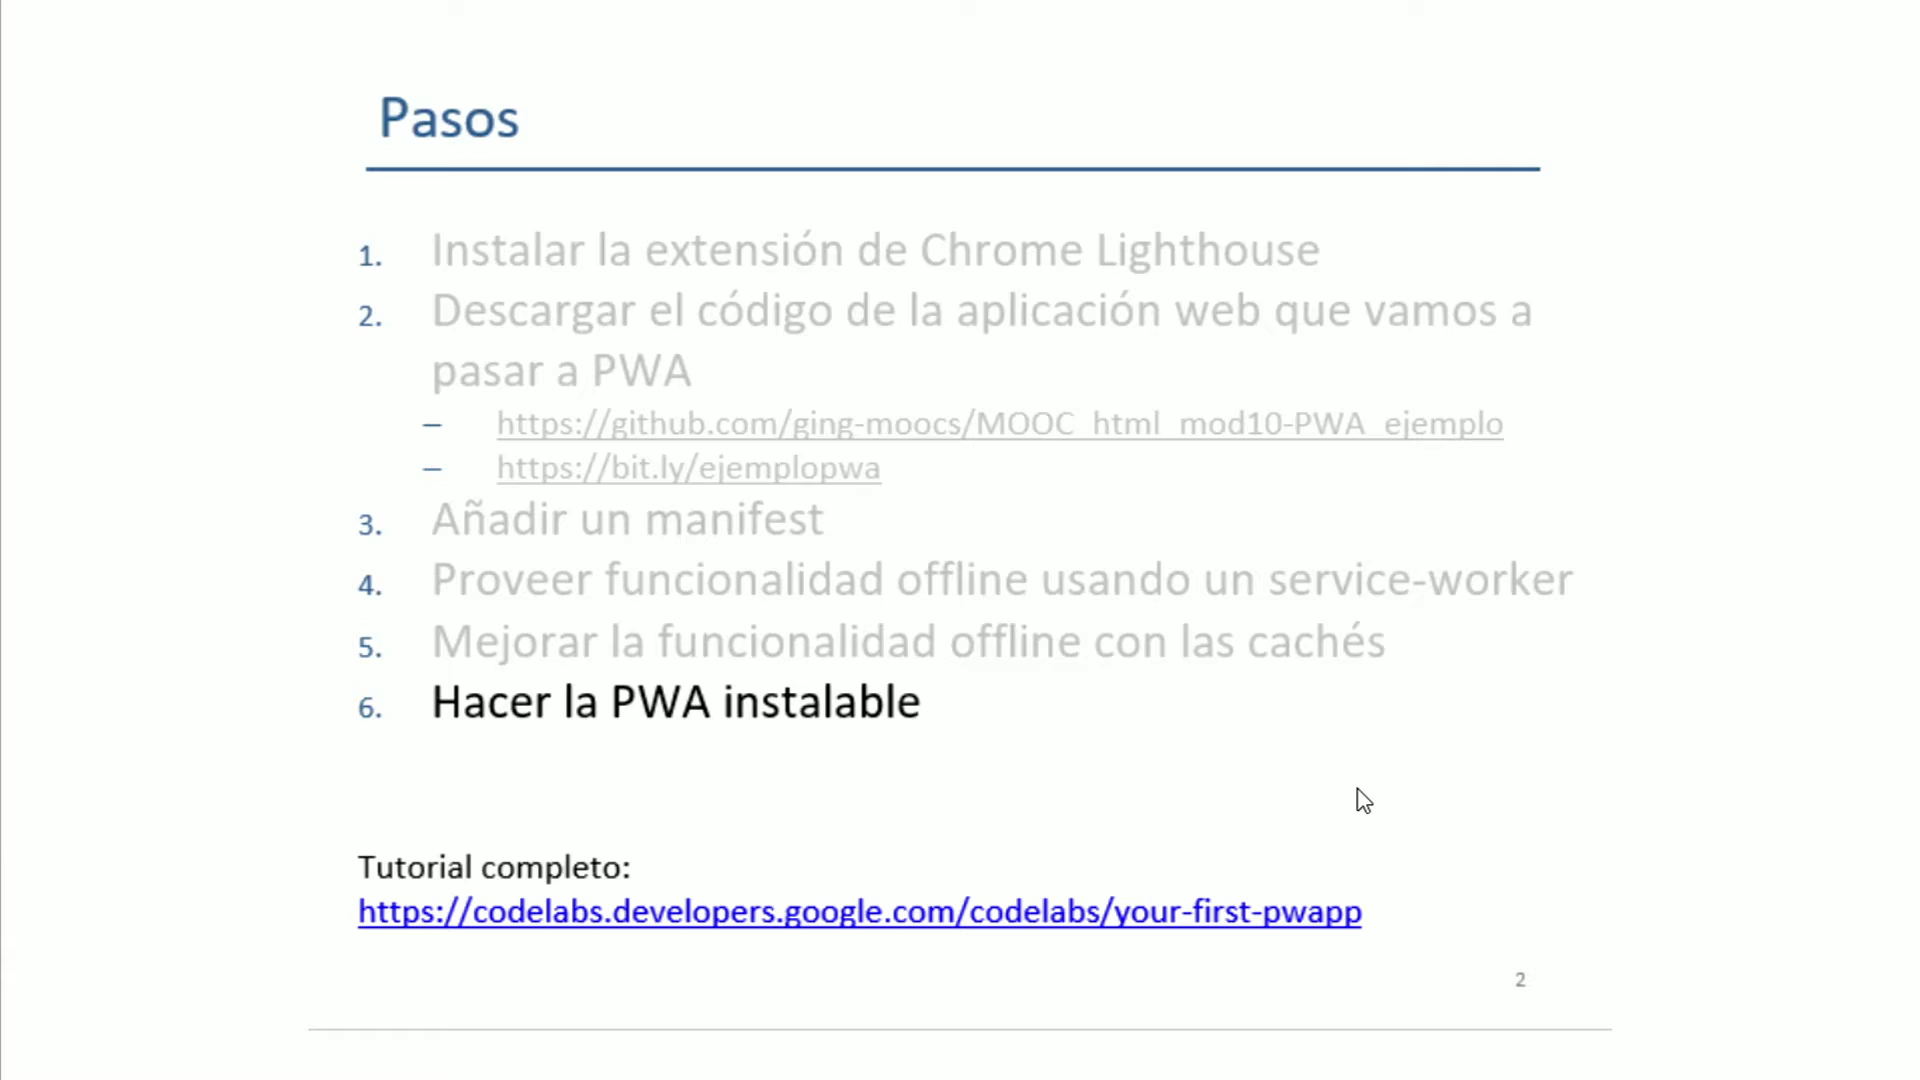 Pasos
1. Instalar la extensión de Chrome Lighthouse
2. Descargar el código de la aplicación web que vamos a
pasar a PWA
– https://github.com/ging-moocs/MOOC_html_mod10-PWA_ejemplo
– https://bit.ly/ejemplopwa
3. Añadir un manifest
4. Proveer funcionalidad offline usando un service-worker
5. Mejorar la funcionalidad offline con las cachés
6. Hacer la PWA instalable
Tutorial completo:
https://codelabs.developers.google.com/codelabs/your-first-pwapp
2